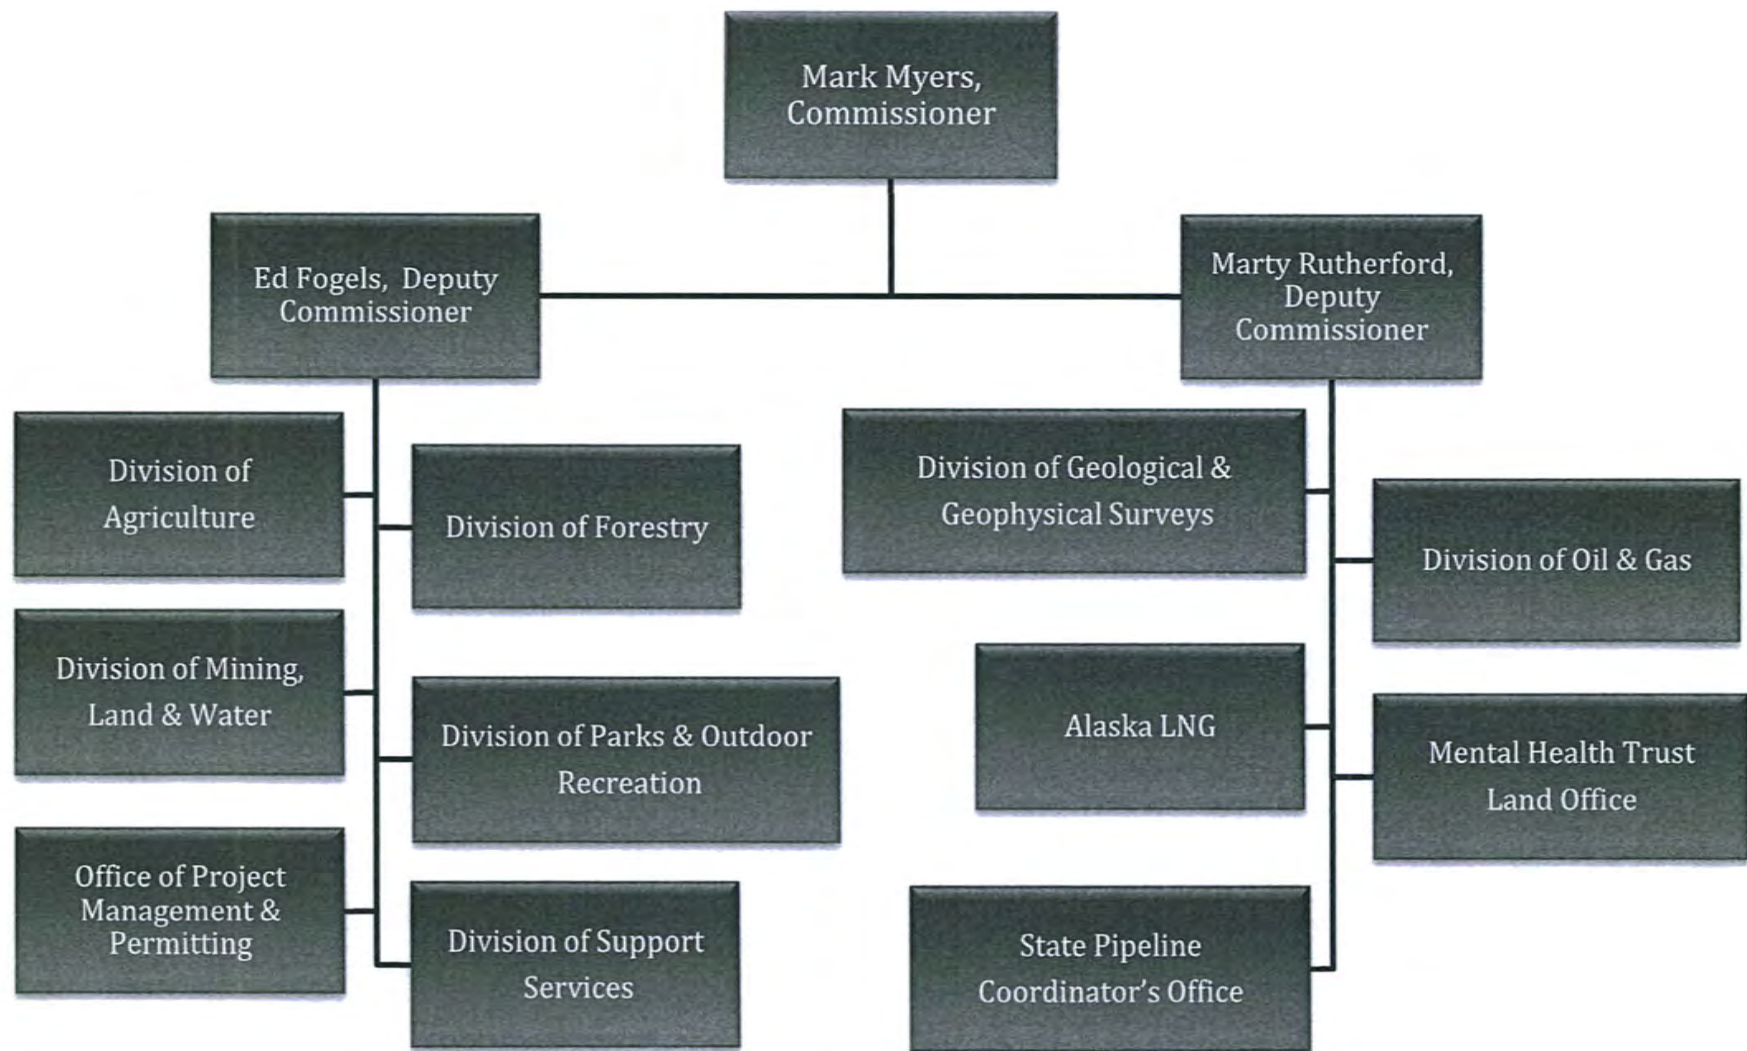 Mark Myers,
Commissioner
Ed Fogels, Deputy
Commissioner
Marty Rutherford,
Deputy
Commissioner
Division of
Agriculture
Division of Forestry
Division of Mining,
Land & Water
Division of Parks & Outdoor
Recreation
Office of Project
Management &
Permitting
Division of Support
Services
Division of Geological &
Geophysical Surveys
Division of Oil & Gas
Alaska LNG
Mental Health Trust
Land Office
State Pipeline
Coordinator's Office